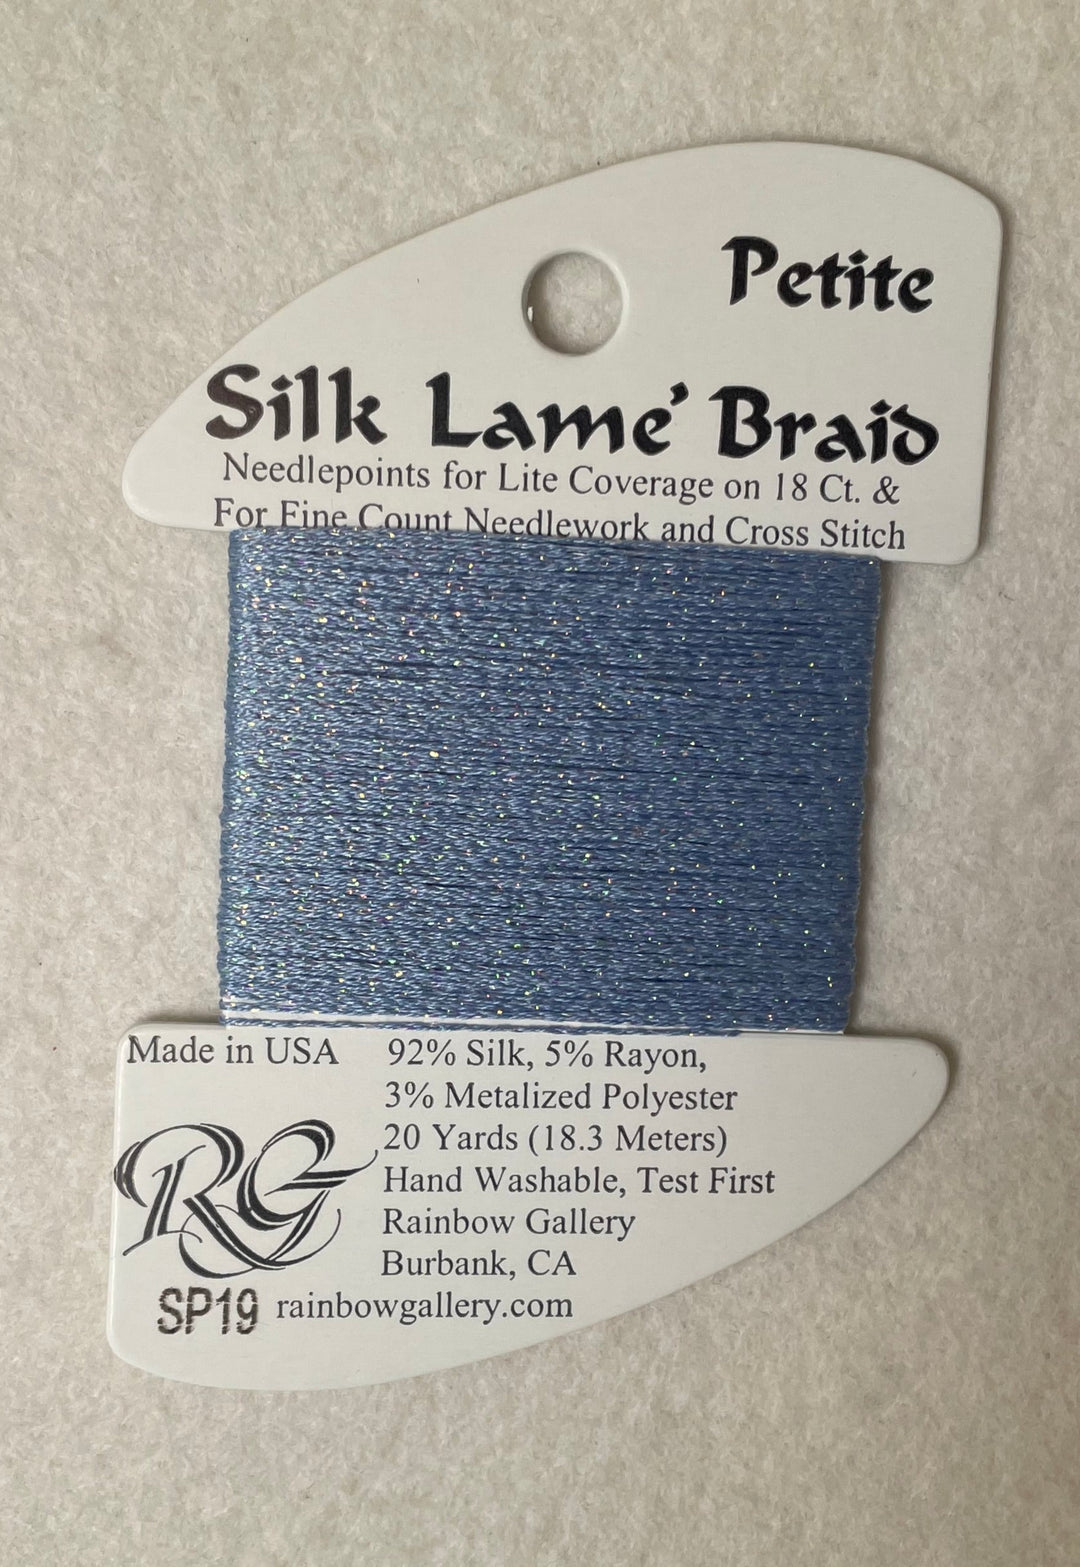 Petite
Silk Lame' Braid
Needlepoints for Lite Coverage on 18 Ct. &
For Fine Count Needlework and Cross Stitch
Made in USA
92% Silk, 5% Rayon,
3% Metalized Polyester
20 Yards (18.3 Meters)
Hand Washable, Test First
Rainbow Gallery
Burbank, CA
RG
SP19 rainbowgallery.com